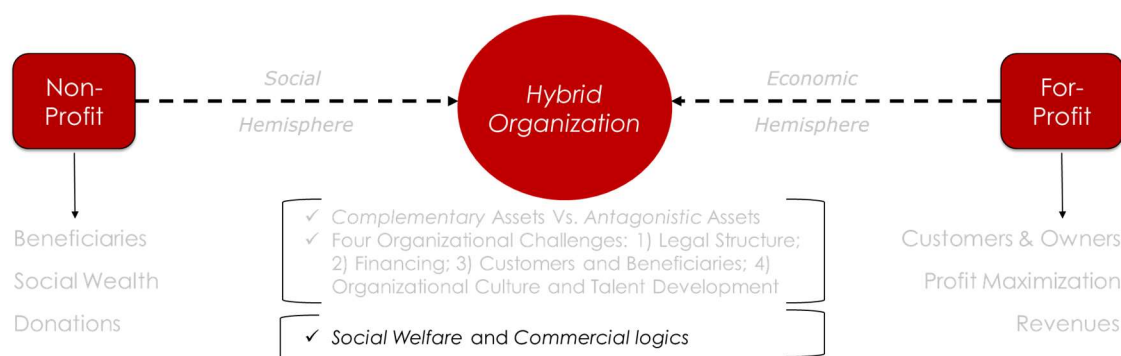 Non-
Profit
Social
Hemisphere
Hybrid
Organization
Economic
Hemisphere
For-
Profit
Beneficiaries
Social Wealth
Donations
✓ Complementary Assets Vs. Antagonistic Assets
✓ Four Organizational Challenges: 1) Legal Structure;
2) Financing; 3) Customers and Beneficiaries; 4)
Organizational Culture and Talent Development
✓ Social Welfare and Commercial logics
Customers & Owners
Profit Maximization
Revenues